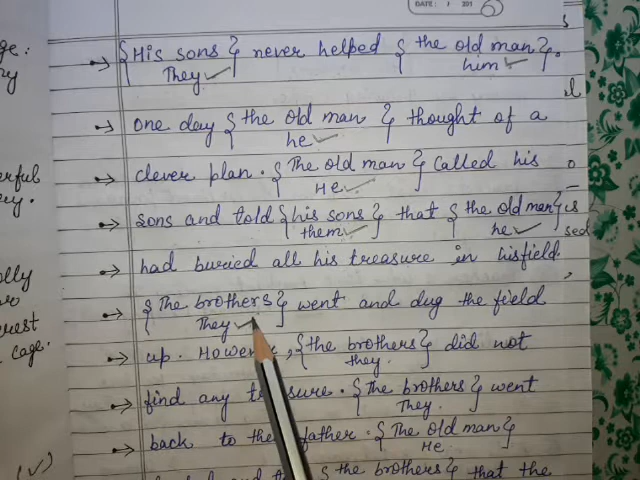 DATE: / 201
{His sons} never helped {the old man}.
They ✓ him ✓
one day {the old man} thought of a
he ✓
clever plan. {The old man} called his
He ✓
sons and told {his sons} that {the old man}
them ✓ he ✓
had buried all his treasure in hisfield
{The brothers} went and dug the field
They ✓
up. However, {the brothers} did not
they.
find any treasure. {The brothers} went
They.
back to the father. {The old man}
He
{the brothers} that the